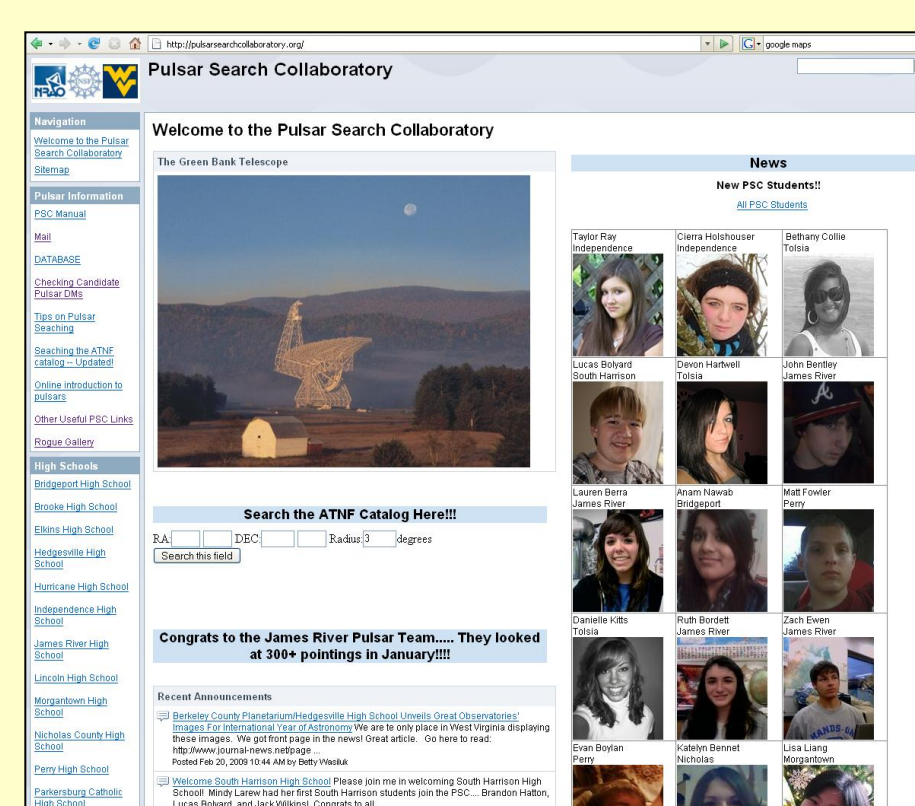 http://pulsarsearchcollaboratory.org/
google maps
NRAO
NSF
Pulsar Search Collaboratory
Navigation
Welcome to the Pulsar
Search Collaboratory
Sitemap
Pulsar Information
PSC Manual
Mail
DATABASE
Checking Candidate
Pulsar DMs
Tips on Pulsar
Seaching
Seaching the ATNF
catalog -- Updated!
Online introduction to
pulsars
Other Useful PSC Links
Rogue Gallery
High Schools
Bridgeport High School
Brooke High School
Elkins High School
Hedgesville High
School
Hurricane High School
Independence High
School
James River High
School
Lincoln High School
Morgantown High
School
Nicholas County High
School
Perry High School
Parkersburg Catholic
High School
Welcome to the Pulsar Search Collaboratory
The Green Bank Telescope
Search the ATNF Catalog Here!!!
RA: DEC: Radius: 3 degrees
Search this field
Congrats to the James River Pulsar Team..... They looked
at 300+ pointings in January!!!!
Recent Announcements
Berkeley County Planetarium/Hedgesville High School Unveils Great Observatories'
Images For International Year of Astronomy We are te only place in West Virginia displaying
these images. We got front page in the news! Great article. Go here to read:
http://www.journal-news.net/page ...
Posted Feb 20, 2009 10:44 AM by Betty Wasiluk
Welcome South Harrison High School Please join me in welcoming South Harrison High
School! Mindy Larew had her first South Harrison students join the PSC.... Brandon Hatton,
Lucas Bolyard, and Jack Wilkins! Congrats to all
News
New PSC Students!!
All PSC Students
Taylor Ray
Independence
Cierra Holshouser
Independence
Bethany Collie
Tolsia
Lucas Bolyard
South Harrison
Devon Hartwell
Tolsia
John Bentley
James River
A
Lauren Berra
James River
Anam Nawab
Bridgeport
Matt Fowler
Perry
Danielle Kitts
Tolsia
Ruth Bordett
James River
Zach Ewen
James River
HANDS-ON
Evan Boylan
Perry
Katelyn Bennet
Nicholas
Lisa Liang
Morgantown